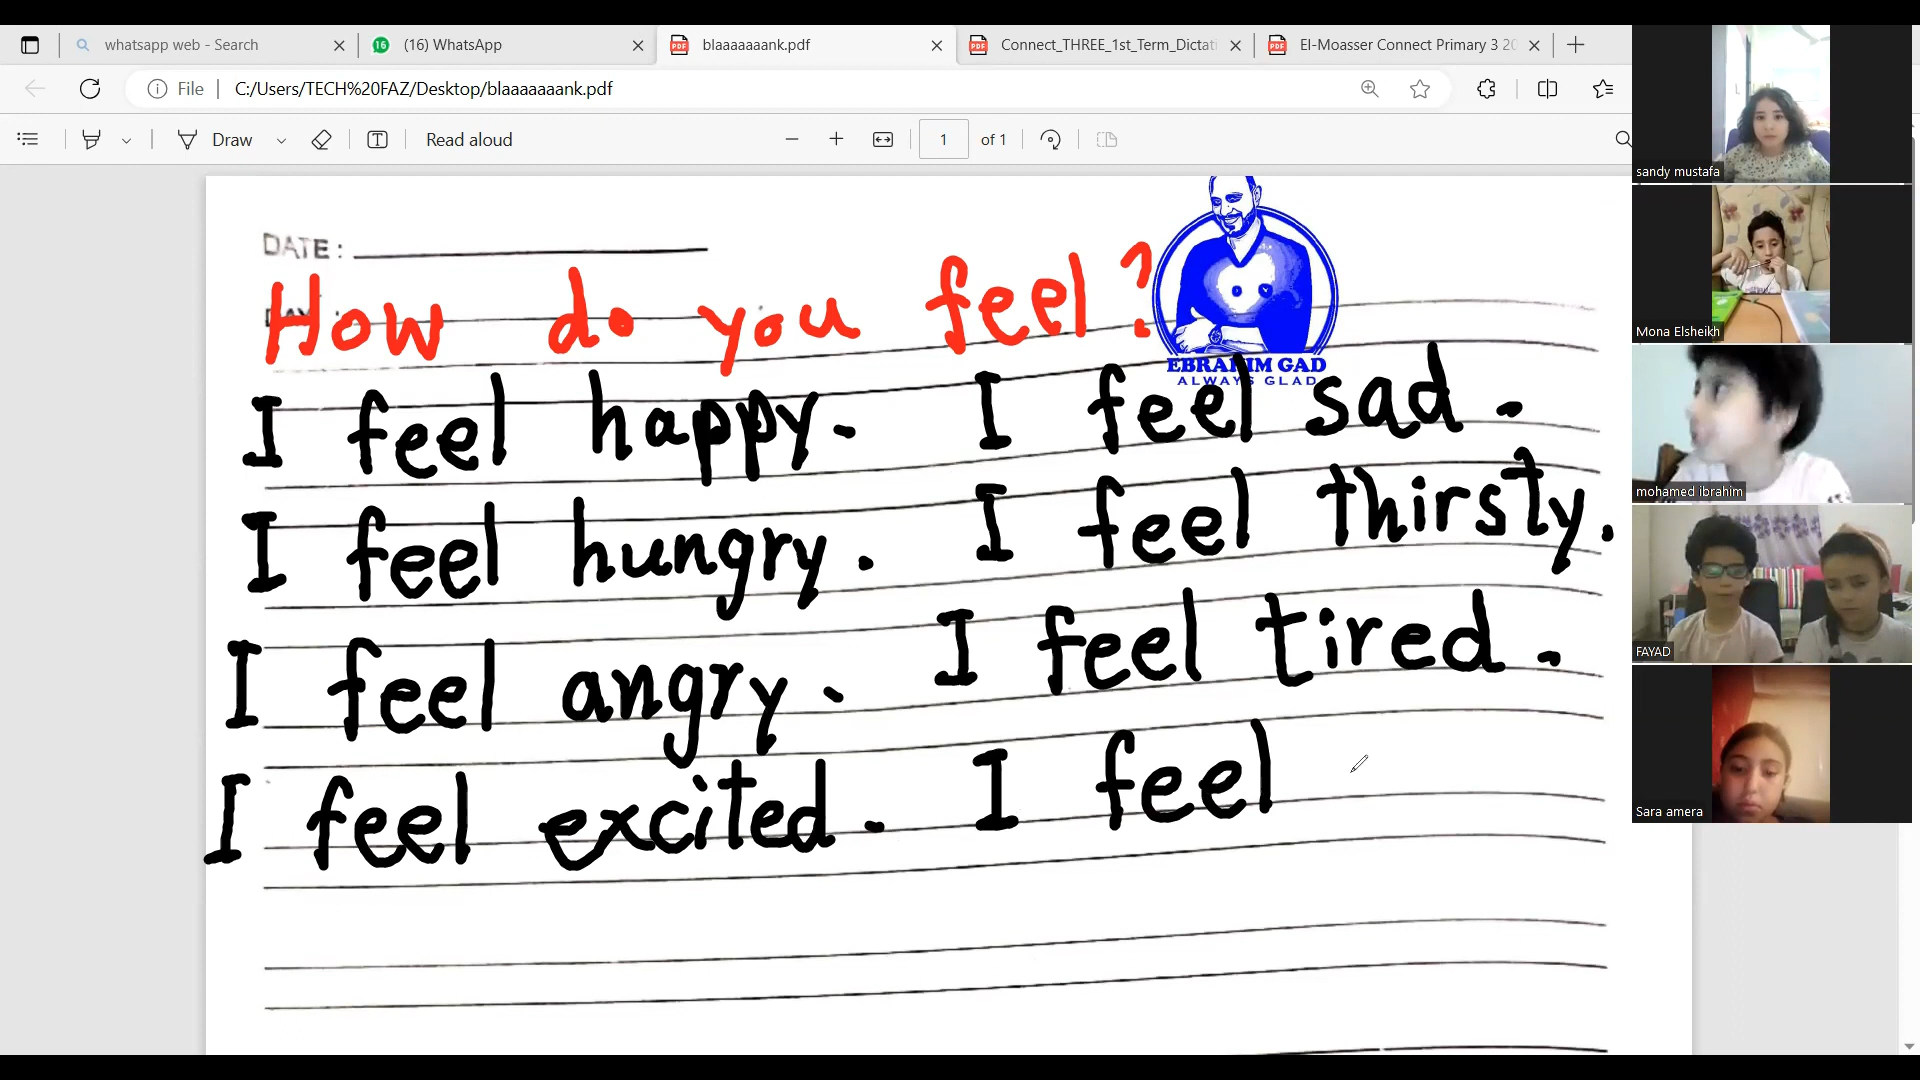 whatsapp web - Search
(16) WhatsApp
blaaaaaaank.pdf
Connect_THREE_1st_Term_Dictati
El-Moasser Connect Primary 3 20
File
C:/Users/TECH%20FAZ/Desktop/blaaaaaaank.pdf
Draw
Read aloud
1 of 1
DATE :
How do you feel?
EBRAHIM GAD
ALWAYS GLAD
I feel happy. I feel sad.
I feel hungry. I feel thirsty.
I feel angry. I feel tired.
I feel excited. I feel
sandy mustafa
Mona Elsheikh
mohamed ibrahim
FAYAD
Sara amera